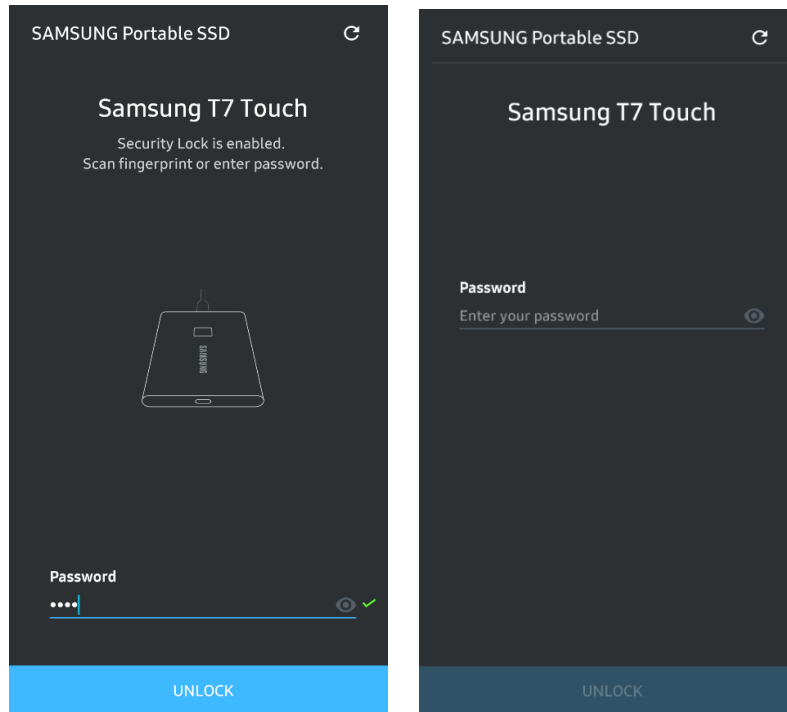 SAMSUNG Portable SSD
Samsung T7 Touch
Security Lock is enabled.
Scan fingerprint or enter password.
SAMSUNG
Password
••••
UNLOCK
SAMSUNG Portable SSD
Samsung T7 Touch
Password
Enter your password
UNLOCK